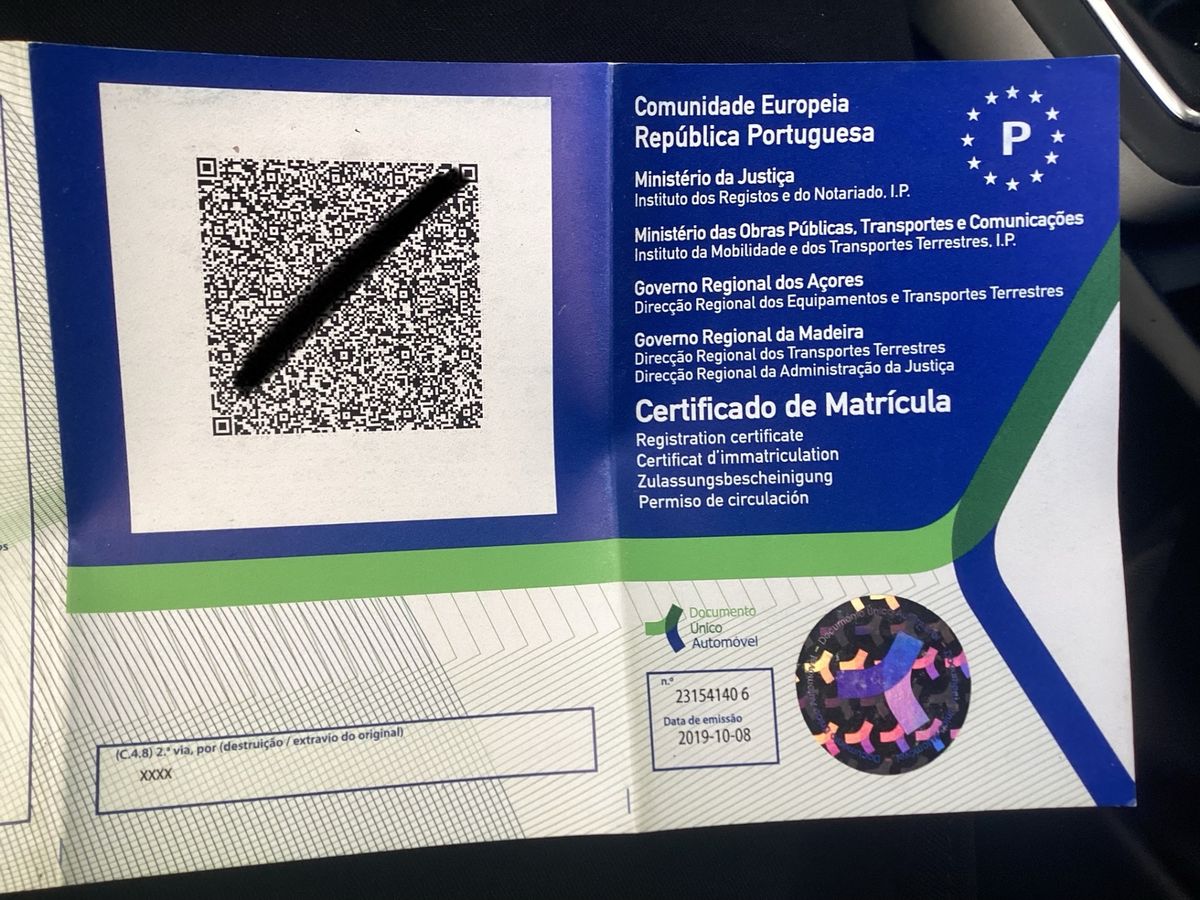 Comunidade Europeia
República Portuguesa
P
Ministério da Justiça
Instituto dos Registos e do Notariado, I.P.
Ministério das Obras Públicas, Transportes e Comunicações
Instituto da Mobilidade e dos Transportes Terrestres, I.P.
Governo Regional dos Açores
Direcção Regional dos Equipamentos e Transportes Terrestres
Governo Regional da Madeira
Direcção Regional dos Transportes Terrestres
Direcção Regional da Administração da Justiça
Certificado de Matrícula
Registration certificate
Certificat d'immatriculation
Zulassungsbescheinigung
Permiso de circulación
Documento
Único
Automóvel
n.º
23154140 6
Data de emissão
2019-10-08
(C.4.8) 2.ª via, por (destruição / extravio do original)
XXXX